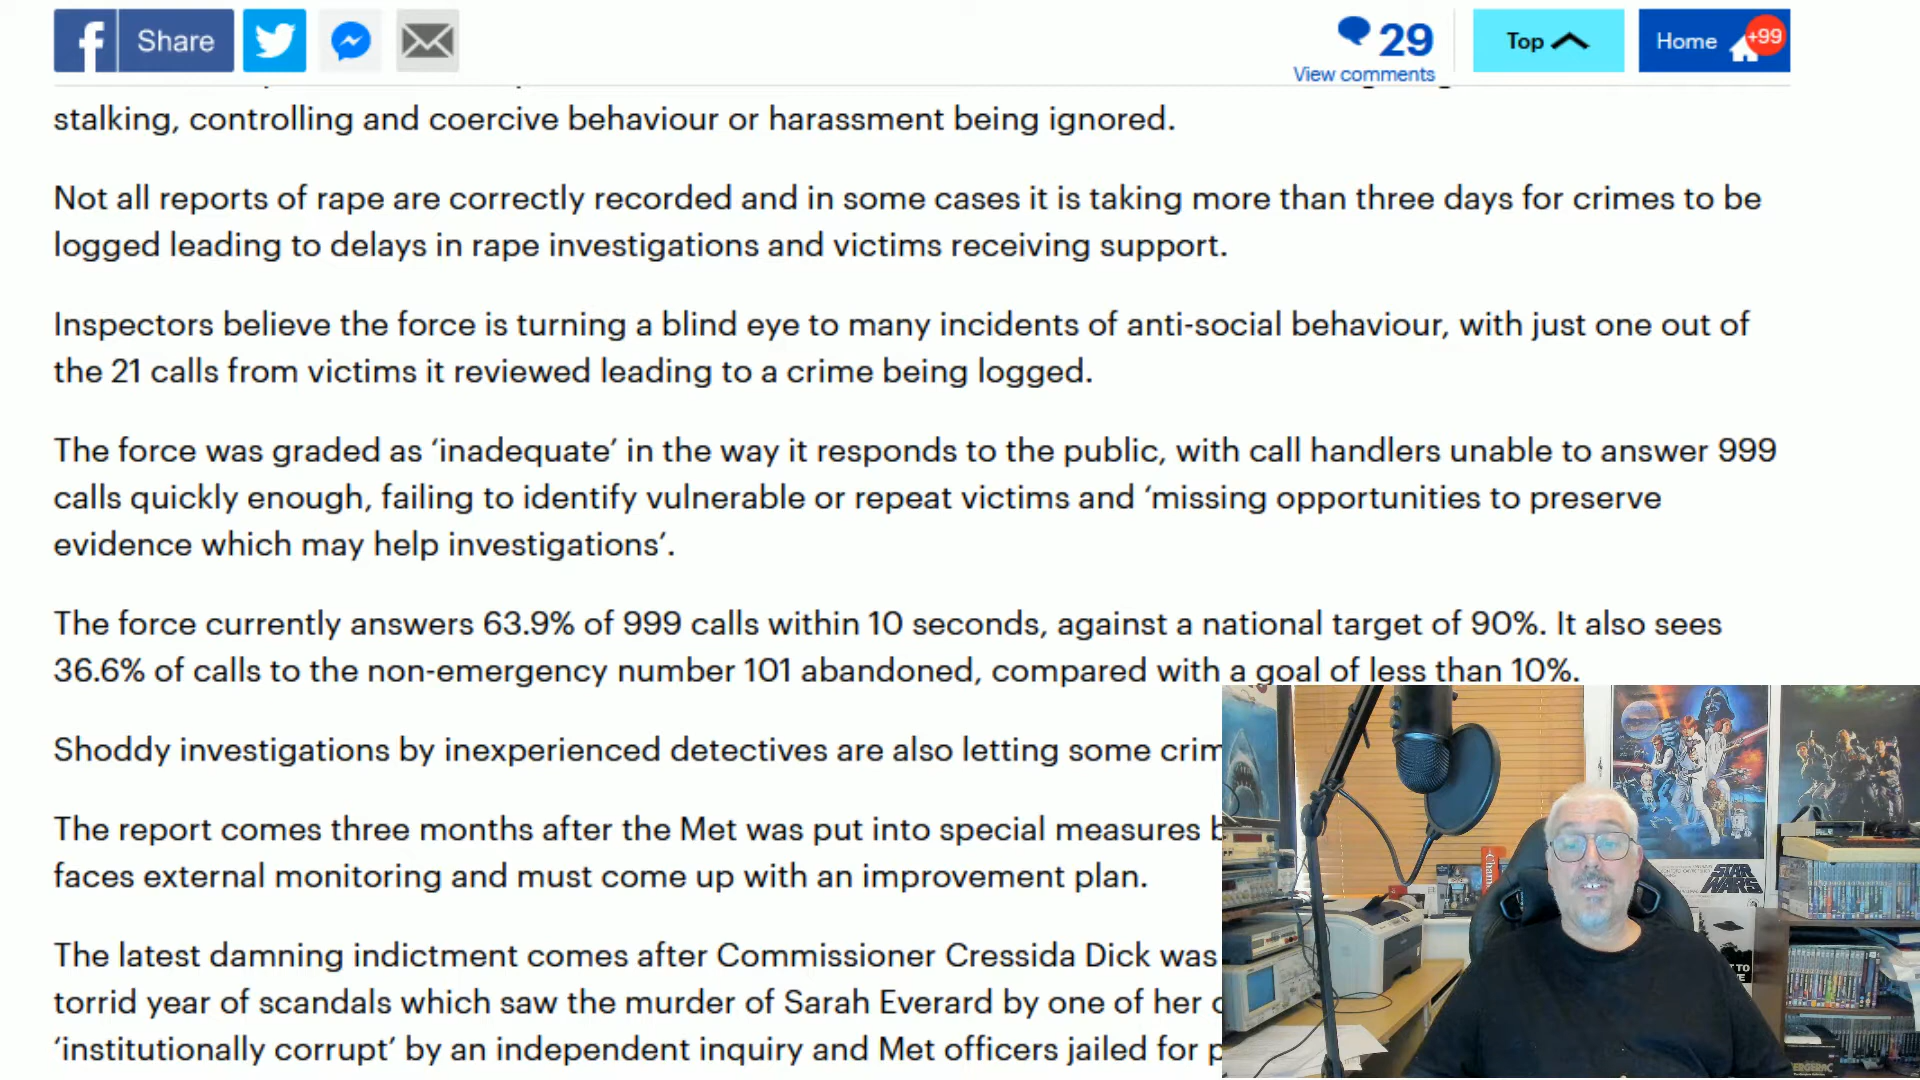 Share
29
View comments
Top
Home
+99
stalking, controlling and coercive behaviour or harassment being ignored.
Not all reports of rape are correctly recorded and in some cases it is taking more than three days for crimes to be
logged leading to delays in rape investigations and victims receiving support.
Inspectors believe the force is turning a blind eye to many incidents of anti-social behaviour, with just one out of
the 21 calls from victims it reviewed leading to a crime being logged.
The force was graded as ‘inadequate’ in the way it responds to the public, with call handlers unable to answer 999
calls quickly enough, failing to identify vulnerable or repeat victims and ‘missing opportunities to preserve
evidence which may help investigations’.
The force currently answers 63.9% of 999 calls within 10 seconds, against a national target of 90%. It also sees
36.6% of calls to the non-emergency number 101 abandoned, compared with a goal of less than 10%.
Shoddy investigations by inexperienced detectives are also letting some crim
The report comes three months after the Met was put into special measures
faces external monitoring and must come up with an improvement plan.
The latest damning indictment comes after Commissioner Cressida Dick was
torrid year of scandals which saw the murder of Sarah Everard by one of her
‘institutionally corrupt’ by an independent inquiry and Met officers jailed for
STAR
WARS